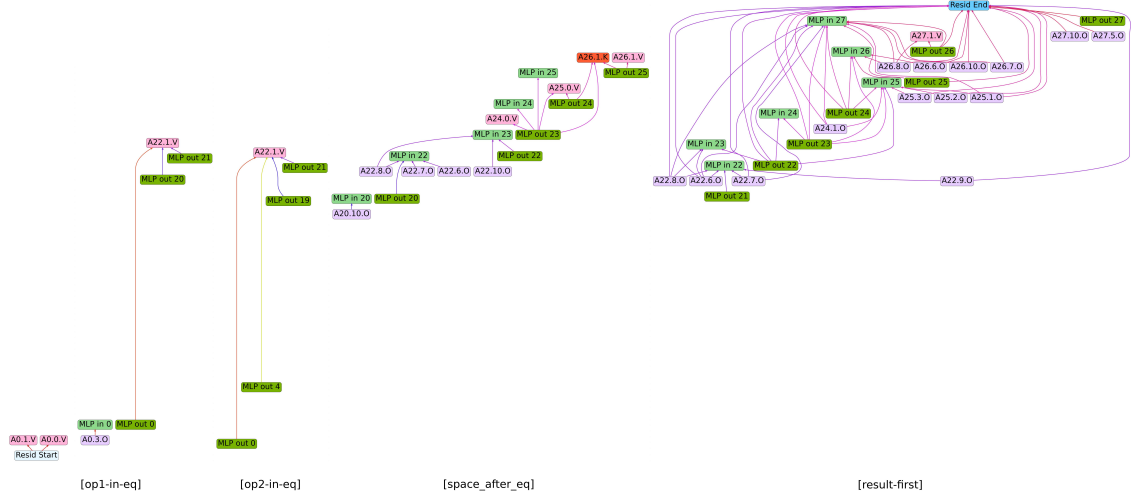 Resid End
MLP in 27
MLP out 27
A27.1.V
A27.10.O
A27.5.O
MLP in 26
MLP out 26
A26.1.K
A26.1.V
A26.8.O
A26.6.O
A26.10.O
A26.7.O
MLP in 25
MLP out 25
MLP in 25
MLP out 25
A25.0.V
A25.3.O
A25.2.O
A25.1.O
MLP in 24
MLP out 24
MLP in 24
MLP out 24
A24.0.V
A24.1.O
MLP in 23
MLP out 23
MLP in 23
MLP out 23
A22.1.V
MLP out 21
MLP out 20
A22.1.V
MLP out 21
MLP out 19
MLP in 22
MLP out 22
A22.8.O
A22.7.O
A22.6.O
A22.10.O
MLP out 20
MLP in 20
A20.10.O
MLP out 22
MLP in 22
A22.8.O
A22.6.O
A22.7.O
A22.9.O
MLP out 21
MLP out 4
MLP in 0
MLP out 0
A0.1.V
A0.0.V
A0.3.O
MLP out 0
Resid Start
[op1-in-eq]
[op2-in-eq]
[space_after_eq]
[result-first]